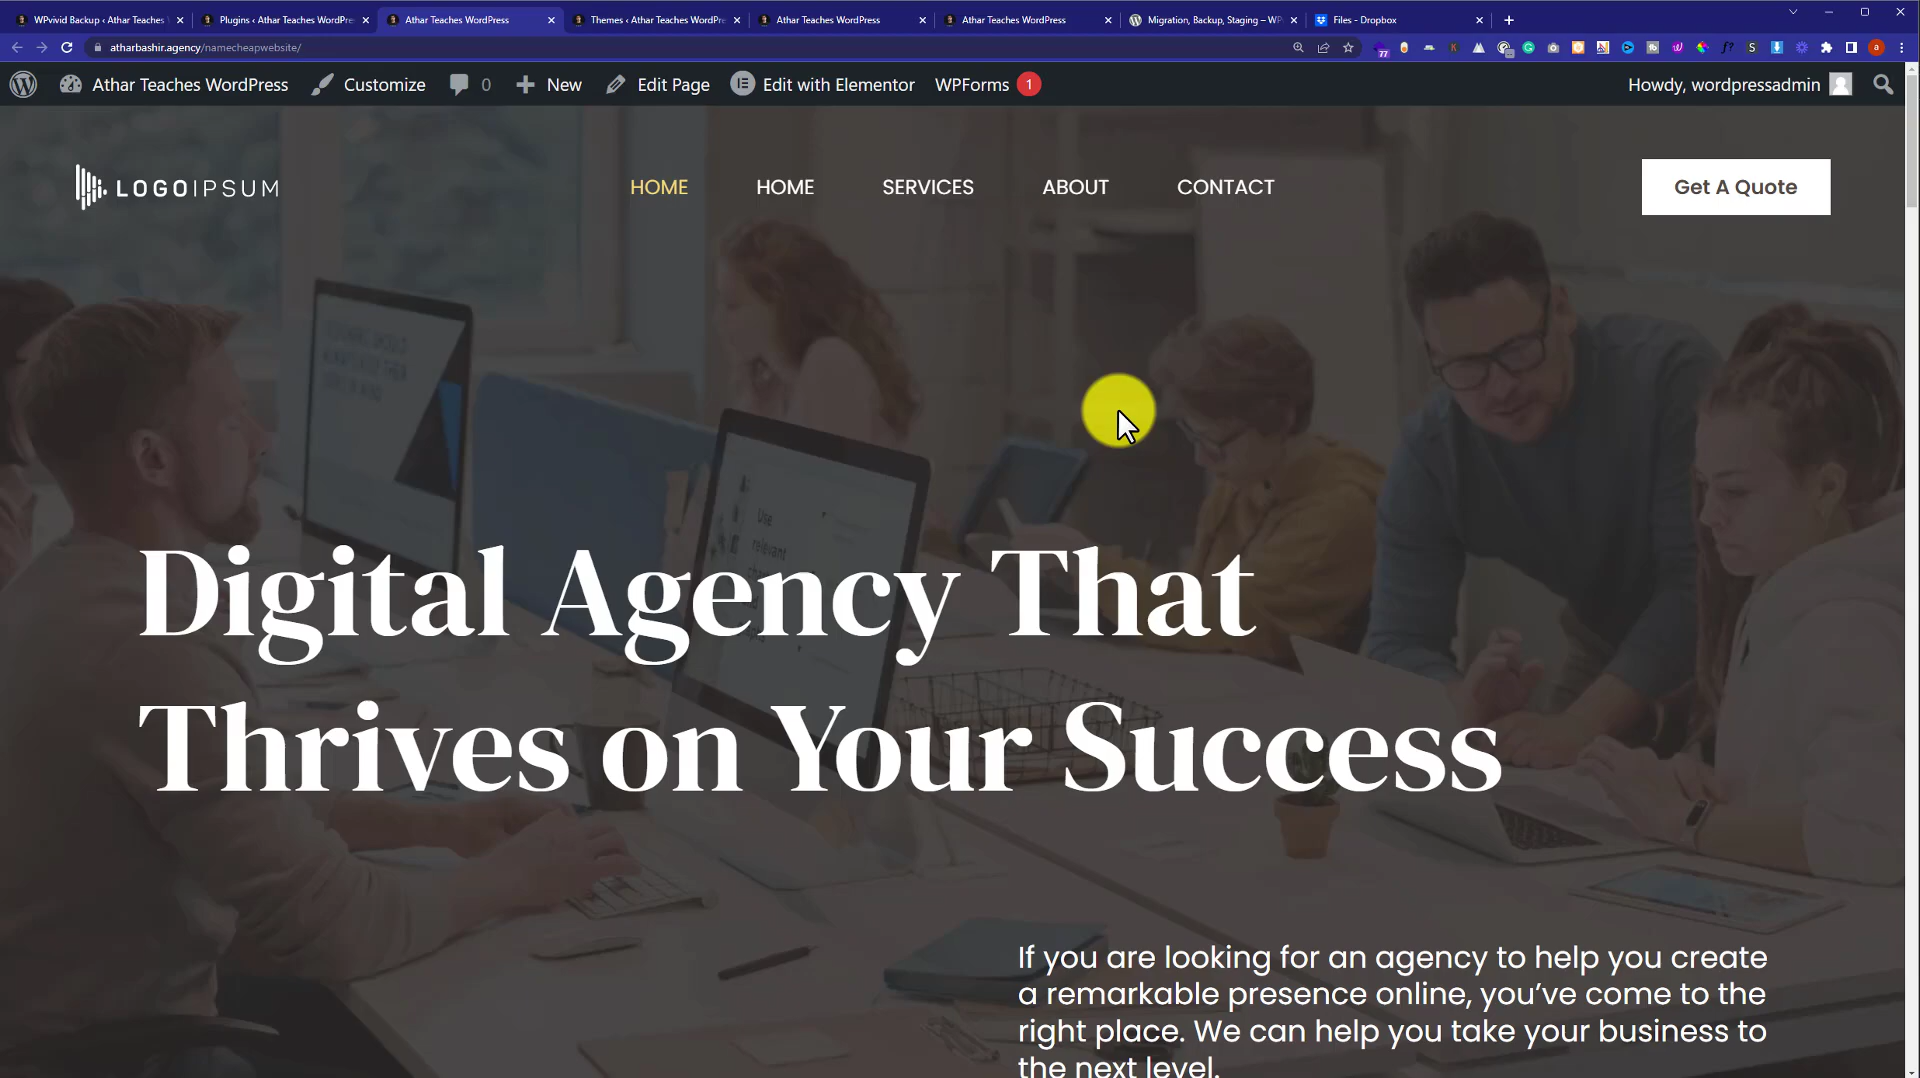 WPvivid Backup ‹ Athar Teaches
Plugins ‹ Athar Teaches WordPre
Athar Teaches WordPress
Themes ‹ Athar Teaches WordPr
Athar Teaches WordPress
Athar Teaches WordPress
Migration, Backup, Staging – WP
Files - Dropbox
atharbashir.agency/namecheapwebsite/
77
Athar Teaches WordPress
Customize
0
New
Edit Page
Edit with Elementor
WPForms 1
Howdy, wordpressadmin
LOGOIPSUM
HOME
HOME
SERVICES
ABOUT
CONTACT
Get A Quote
Use
relevant
Digital Agency That
Thrives on Your Success
If you are looking for an agency to help you create
a remarkable presence online, you’ve come to the
right place. We can help you take your business to
the next level.